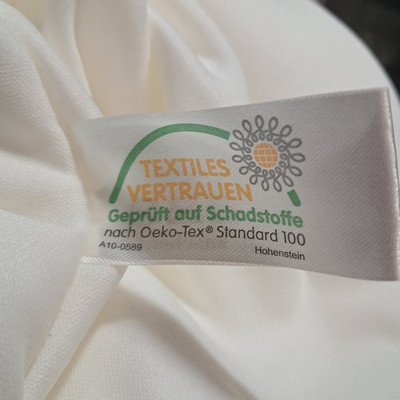 TEXTILES
VERTRAUEN
Geprüft auf Schadstoffe
nach Oeko-Tex® Standard 100
A10-0589
Hohenstein